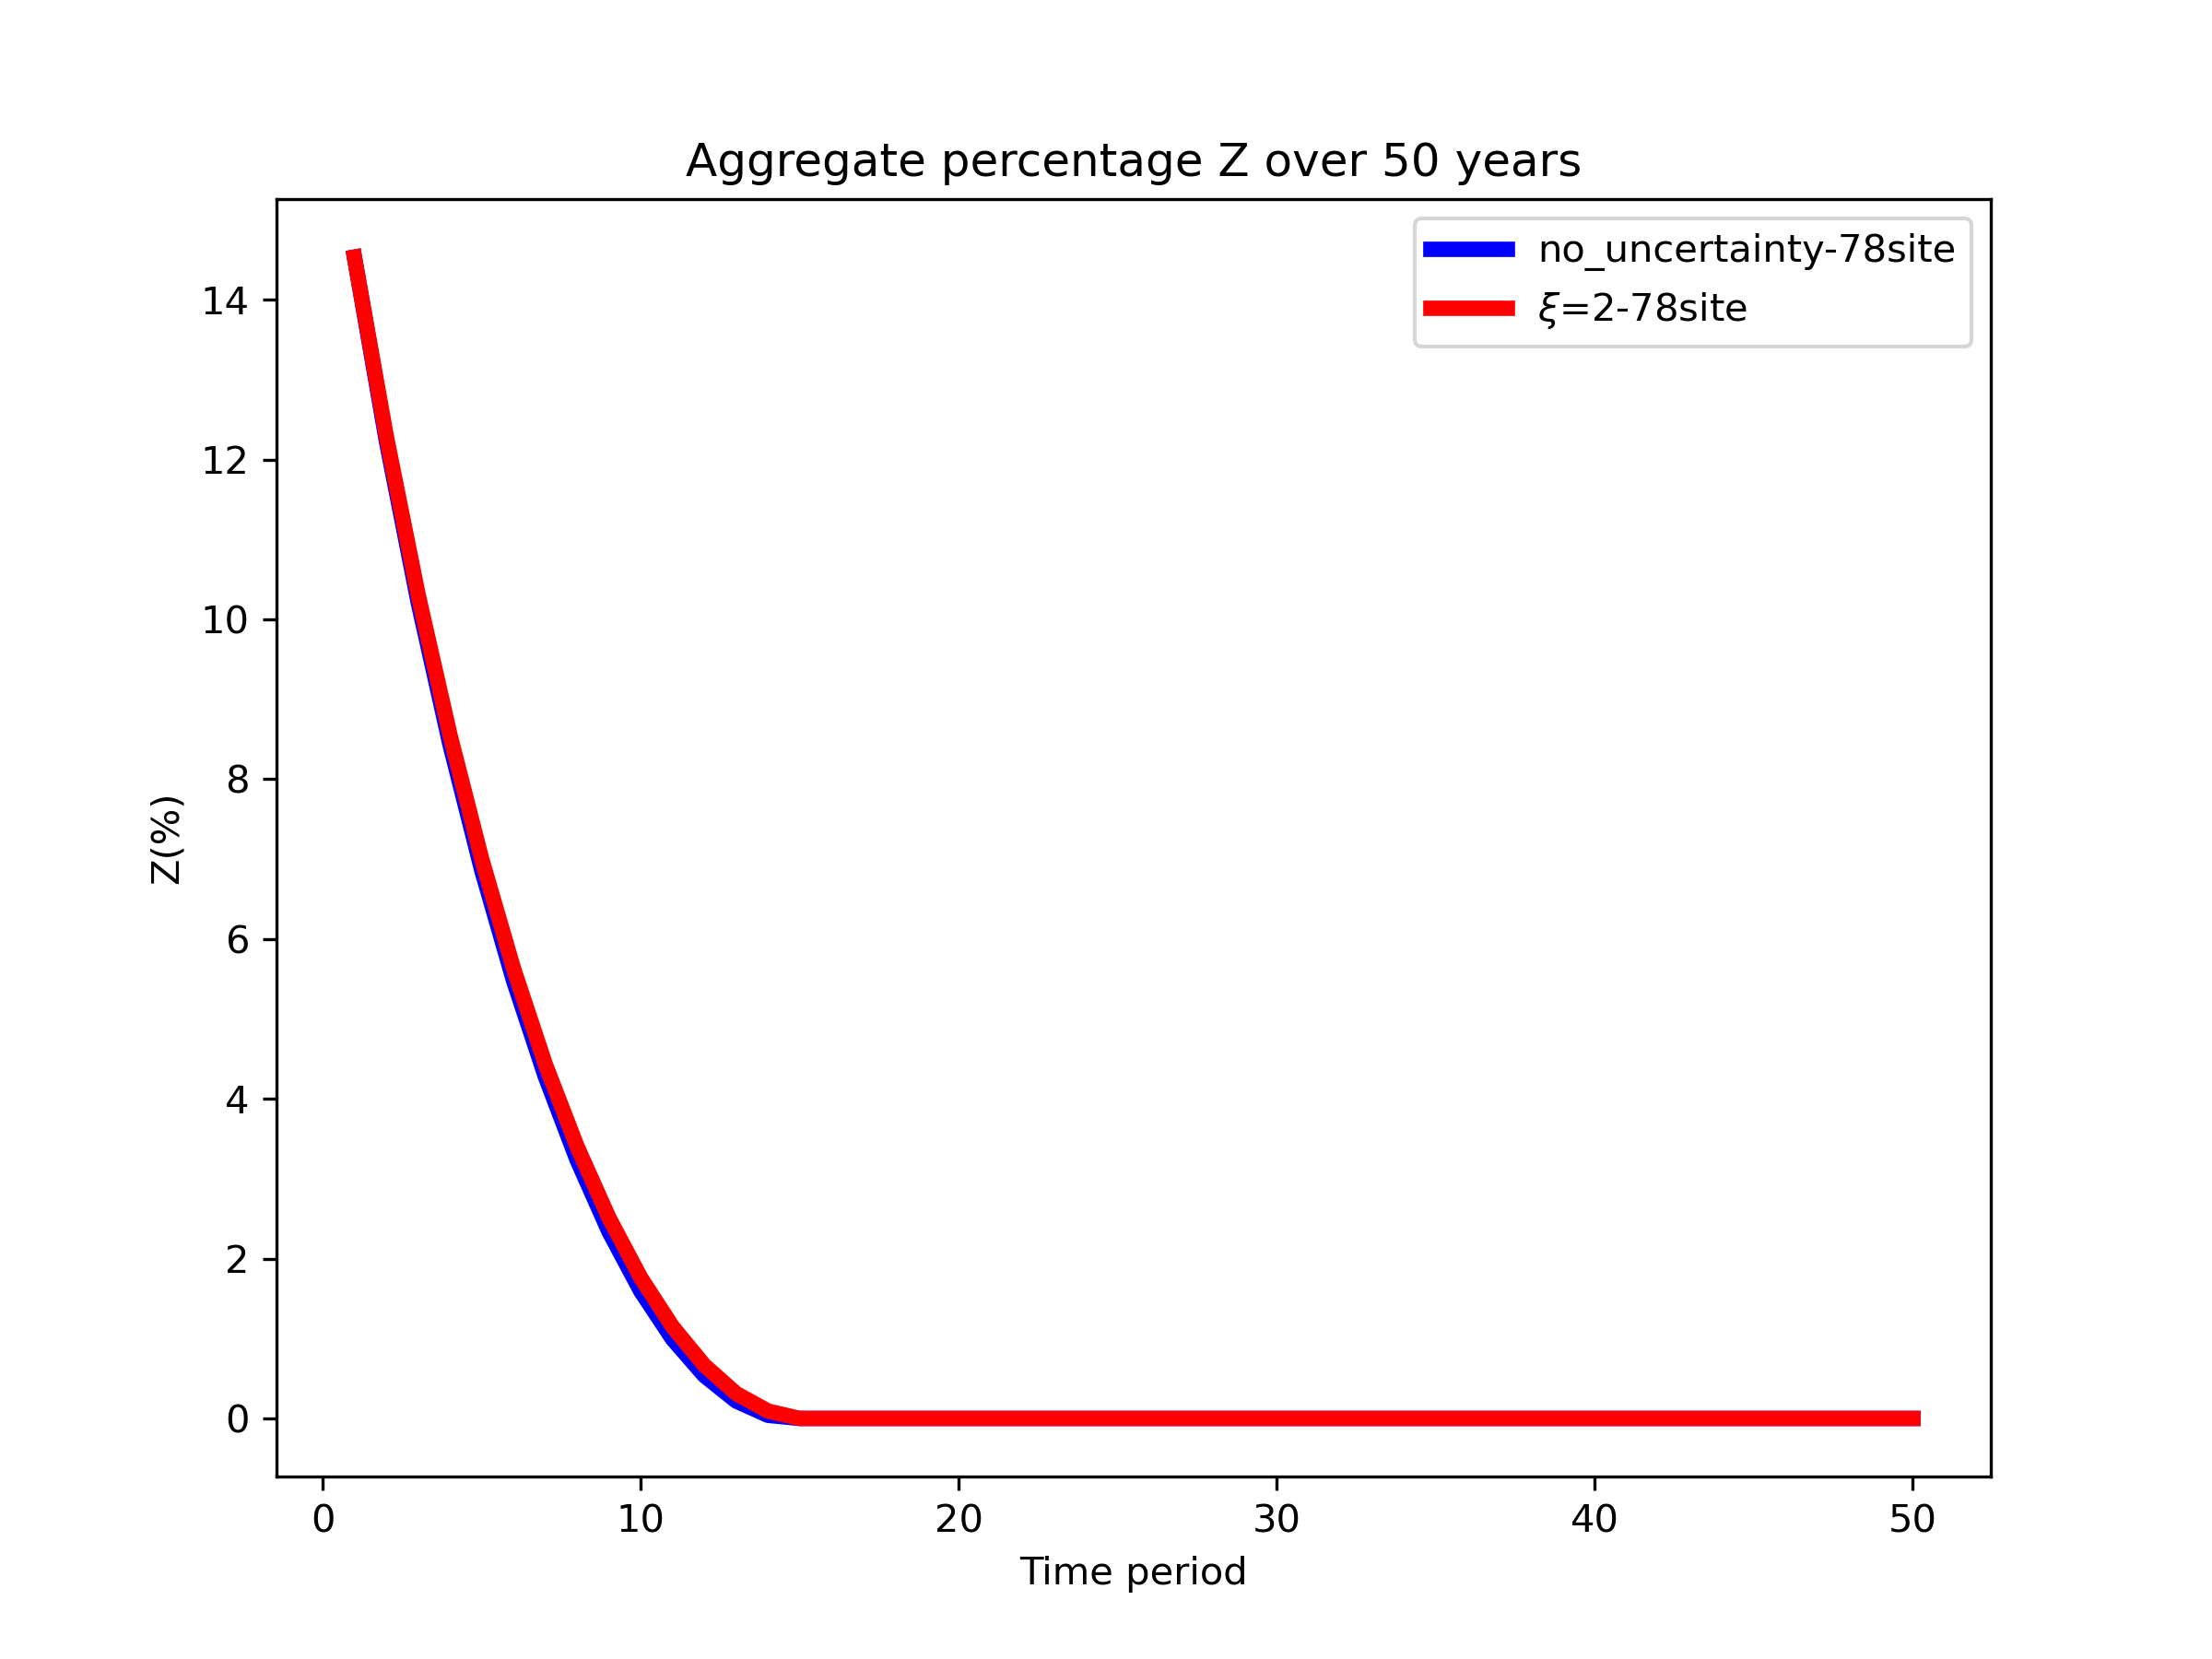 Aggregate percentage Z over 50 years
no_uncertainty-78site
ξ=2-78site
14
12
10
8
6
4
2
0
Z(%)
0 10 20 30 40 50
Time period